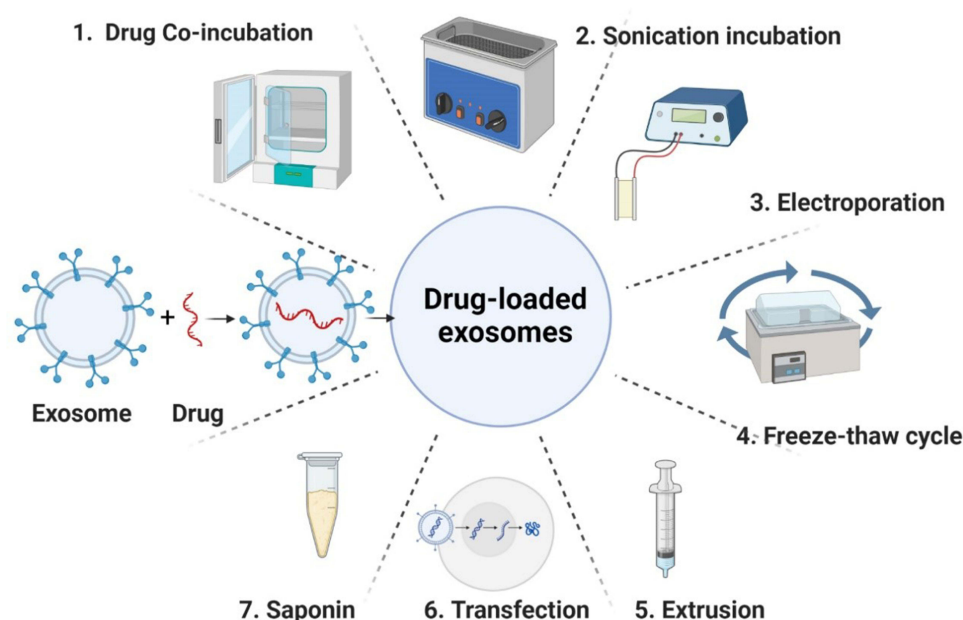 1. Drug Co-incubation
2. Sonication incubation
3. Electroporation
Drug-loaded
exosomes
+
Exosome
Drug
4. Freeze-thaw cycle
7. Saponin
6. Transfection
5. Extrusion